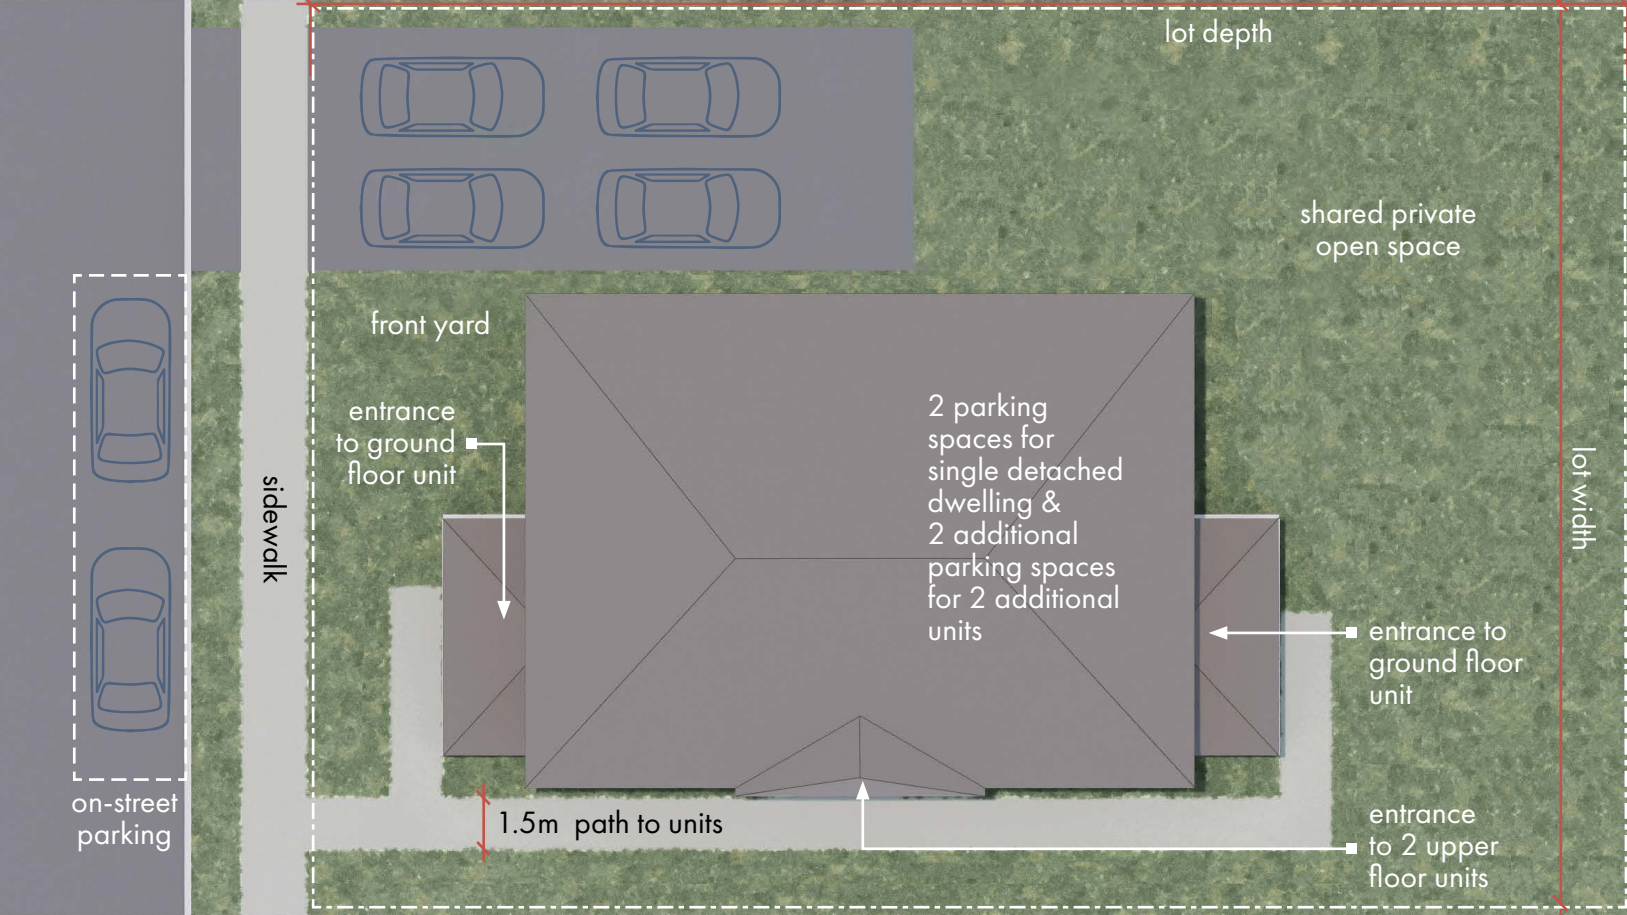 lot depth
shared private
open space
front yard
entrance
to ground
floor unit
2 parking
spaces for
single detached
dwelling &
2 additional
parking spaces
for 2 additional
units
sidewalk
lot width
entrance to
ground floor
unit
on-street
parking
1.5m path to units
entrance
to 2 upper
floor units